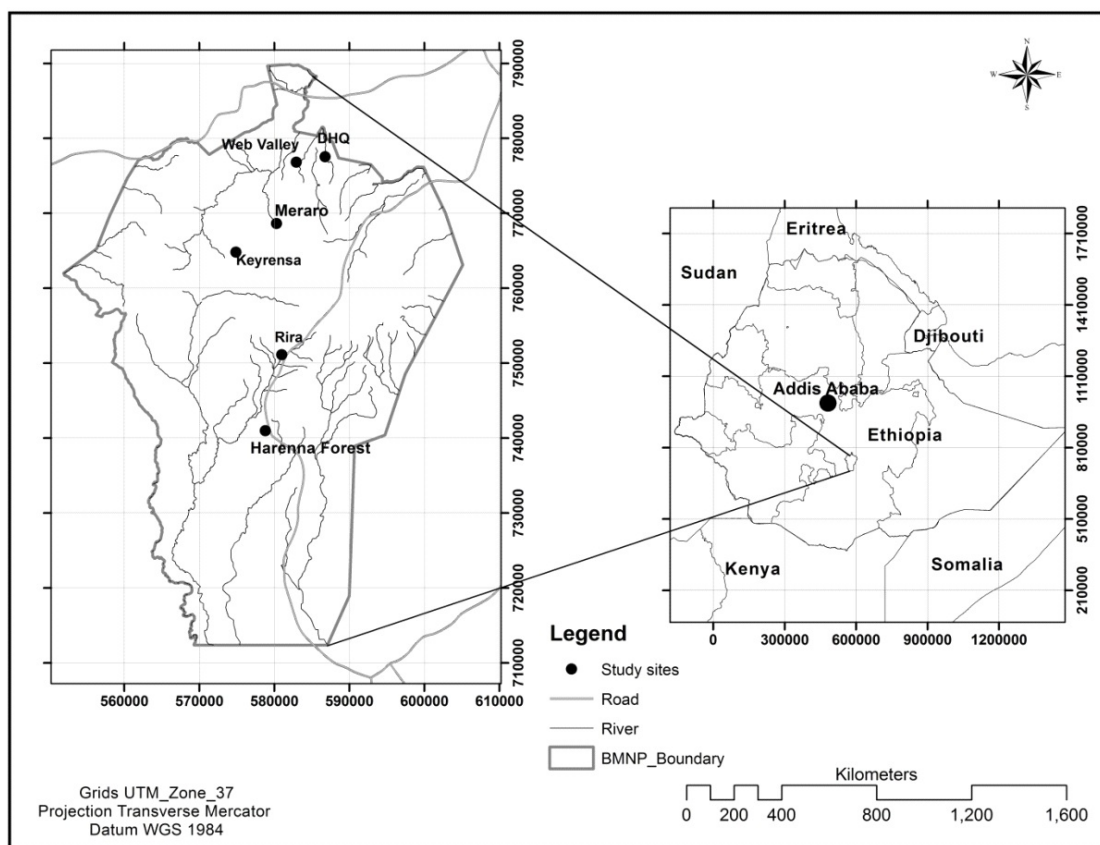 N
W
E
S
790000
780000
770000
760000
750000
740000
730000
720000
710000
560000
570000
580000
590000
600000
610000
Web Valley
DHQ
Meraro
Keyrensa
Rira
Harenna Forest
Eritrea
Sudan
Djibouti
Addis Ababa
Ethiopia
Kenya
Somalia
1710000
1410000
1110000
810000
510000
210000
0
300000
600000
900000
1200000
Legend
Study sites
Road
River
BMNP_Boundary
Kilometers
0 200 400 800 1,200 1,600
Grids UTM_Zone_37
Projection Transverse Mercator
Datum WGS 1984